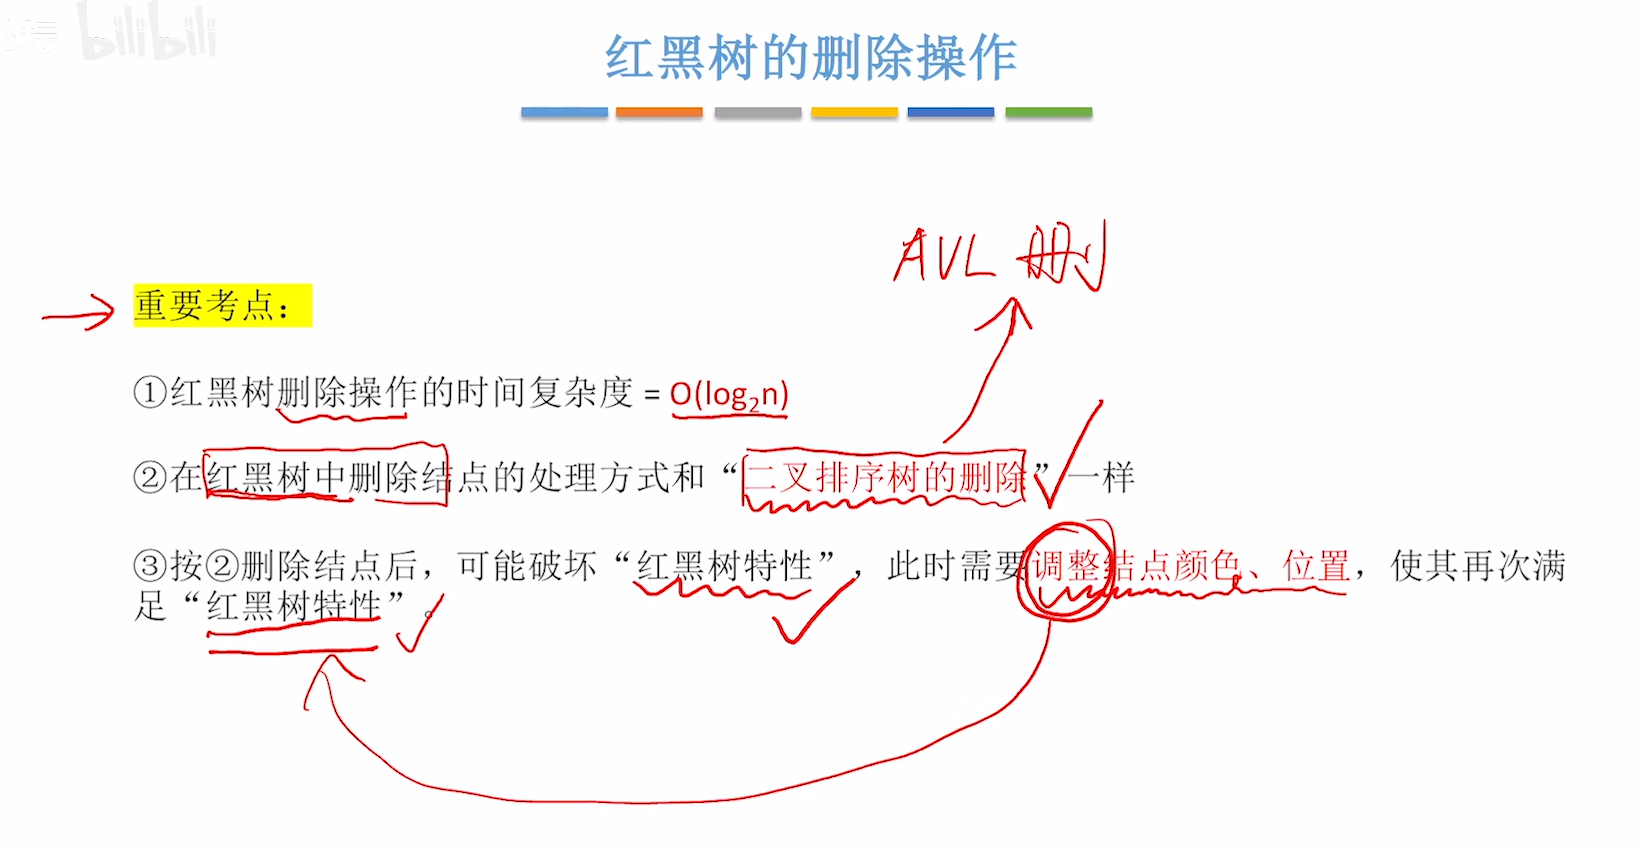 bilibili
红黑树的删除操作
AVL 删
重要考点：
①红黑树删除操作的时间复杂度 = O(log₂n)
②在红黑树中删除结点的处理方式和“二叉排序树的删除”一样
③按②删除结点后，可能破坏“红黑树特性”，此时需要调整结点颜色、位置，使其再次满
足“红黑树特性”。